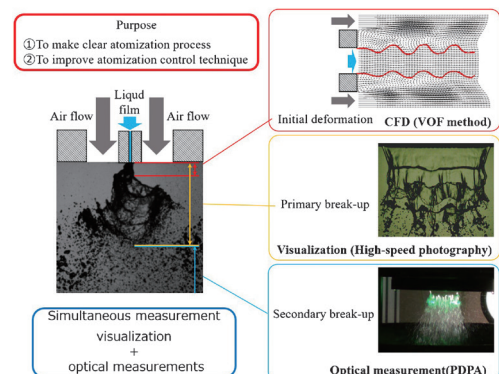 Purpose
①To make clear atomization process
②To improve atomization control technique
Liqud
film
Air flow
Air flow
Initial deformation
CFD (VOF method)
Primary break-up
Visualization (High-speed photography)
Secondary break-up
Optical measurement(PDPA)
Simultaneous measurement
visualization
+
optical measurements